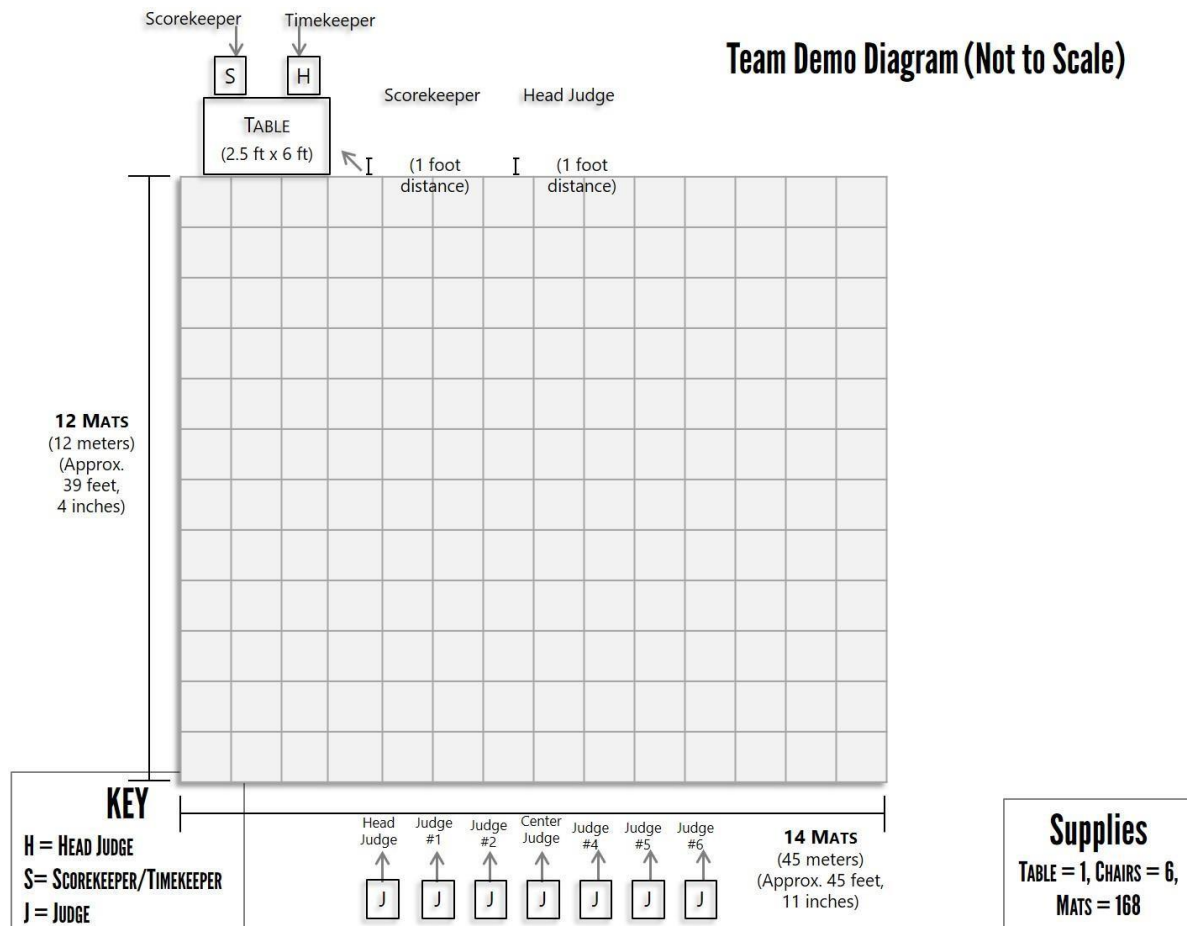 Scorekeeper Timekeeper
Team Demo Diagram (Not to Scale)
S H
Scorekeeper Head Judge
TABLE
(2.5 ft x 6 ft)
(1 foot
distance)
(1 foot
distance)
12 MATS
(12 meters)
(Approx.
39 feet,
4 inches)
KEY
H = HEAD JUDGE
S= SCOREKEEPER/TIMEKEEPER
J = JUDGE
Head
Judge
Judge
#1
Judge
#2
Center
Judge
Judge
#4
Judge
#5
Judge
#6
J J J J J J J
14 MATS
(45 meters)
(Approx. 45 feet,
11 inches)
Supplies
TABLE = 1, CHAIRS = 6,
MATS = 168